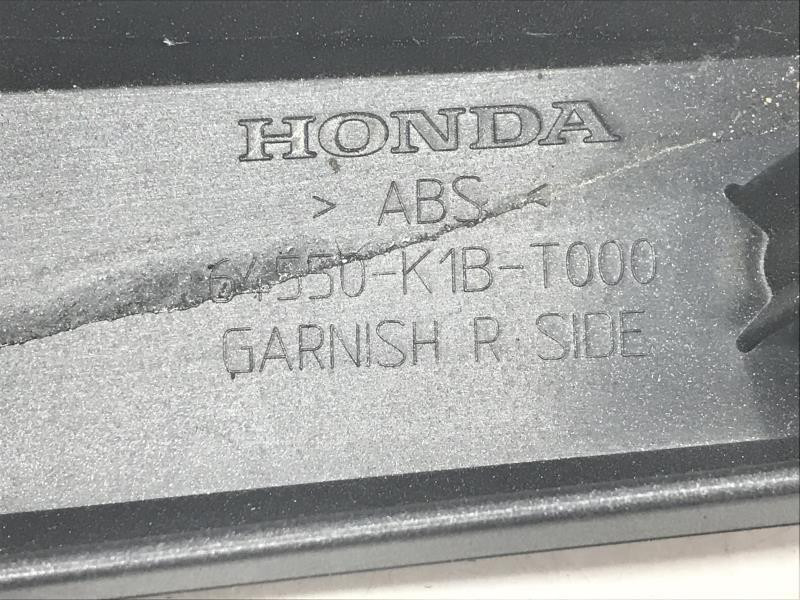 HONDA
> ABS <
64550-K1B-T000
GARNISH R SIDE